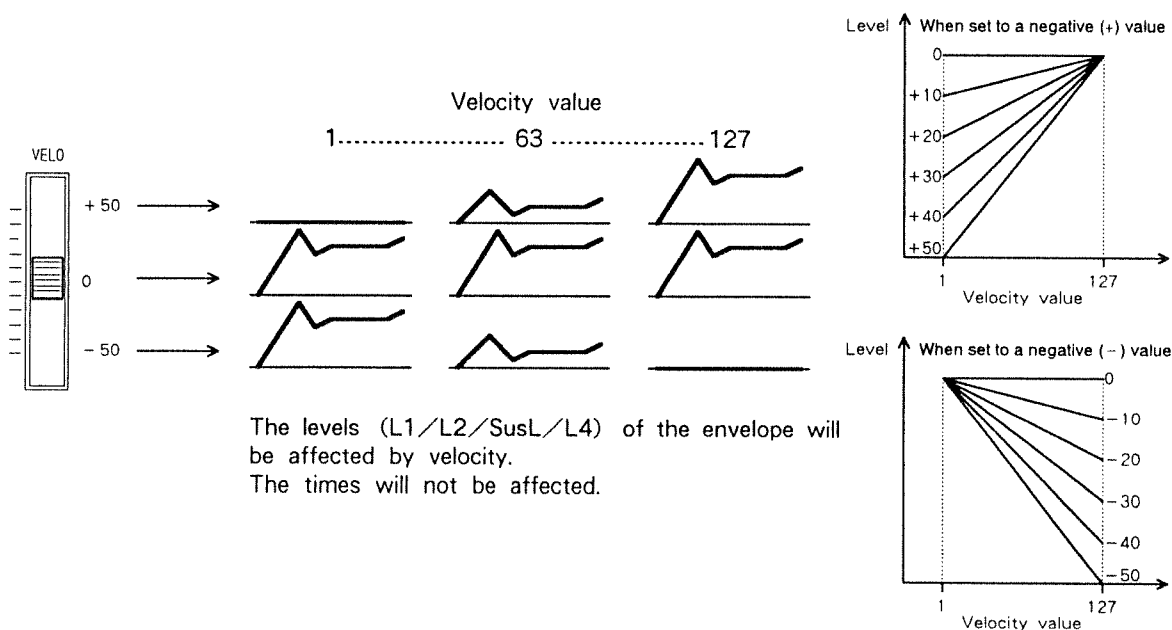 Velocity value
1.................... 63 .................... 127
VELO
+ 50
0
− 50
The levels (L1/L2/SusL/L4) of the envelope will
be affected by velocity.
The times will not be affected.
Level
When set to a negative (+) value
0
+10
+20
+30
+40
+50
1
127
Velocity value
Level
When set to a negative (−) value
0
−10
−20
−30
−40
−50
1
127
Velocity value